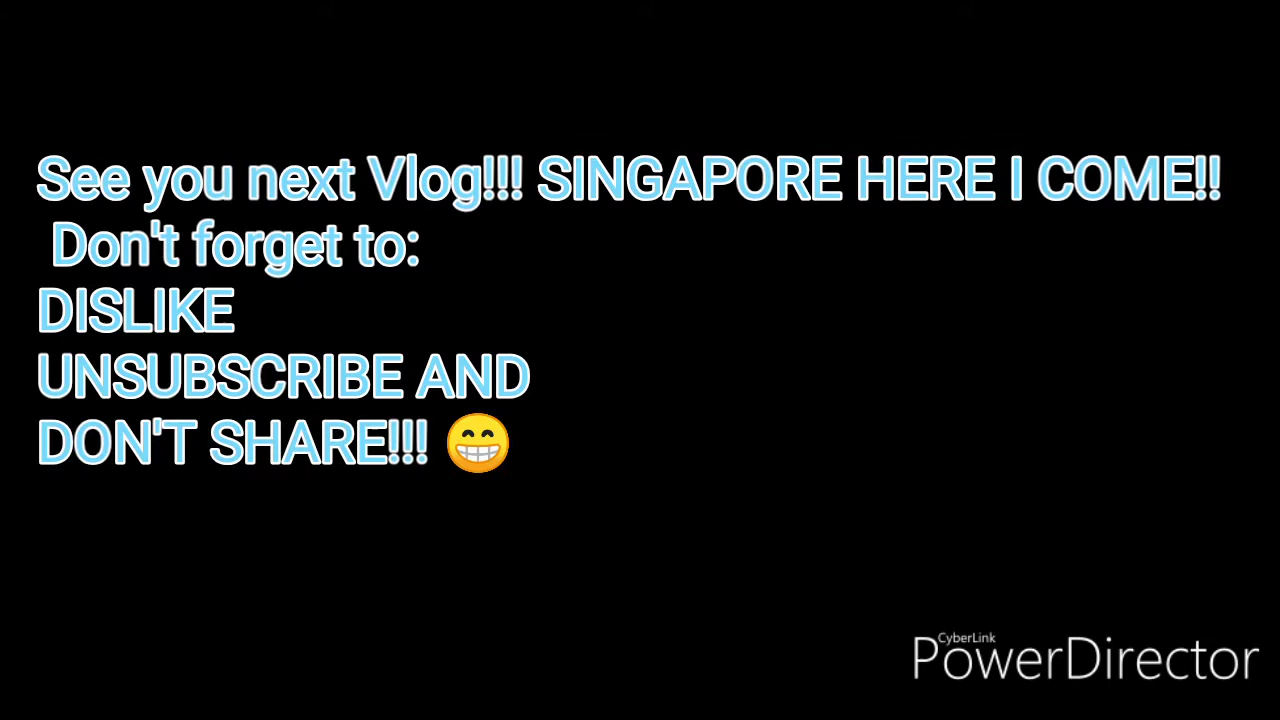 See you next Vlog!!! SINGAPORE HERE I COME!!
Don't forget to:
DISLIKE
UNSUBSCRIBE AND
DON'T SHARE!!! 😁
CyberLink
PowerDirector